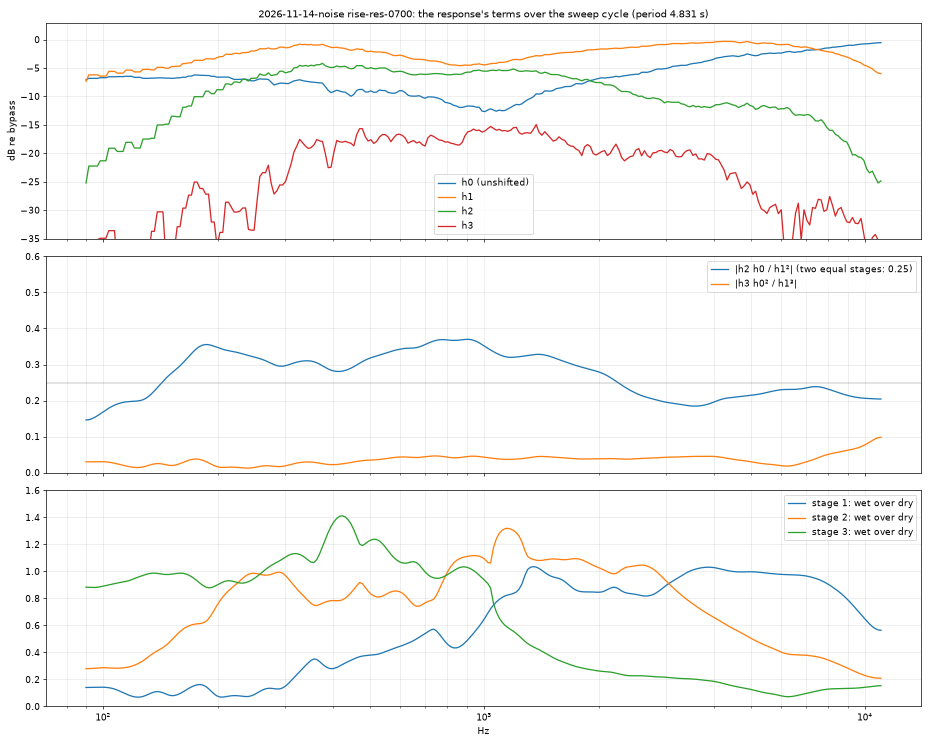 2026-11-14-noise rise-res-0700: the response's terms over the sweep cycle (period 4.831 s)
dB re bypass
0
−5
−10
−15
−20
−25
−30
−35
h0 (unshifted)
h1
h2
h3
0.6
0.5
0.4
0.3
0.2
0.1
0.0
|h2 h0 / h1²| (two equal stages: 0.25)
|h3 h0² / h1³|
1.6
1.4
1.2
1.0
0.8
0.6
0.4
0.2
0.0
stage 1: wet over dry
stage 2: wet over dry
stage 3: wet over dry
10² 10³ 10⁴
Hz